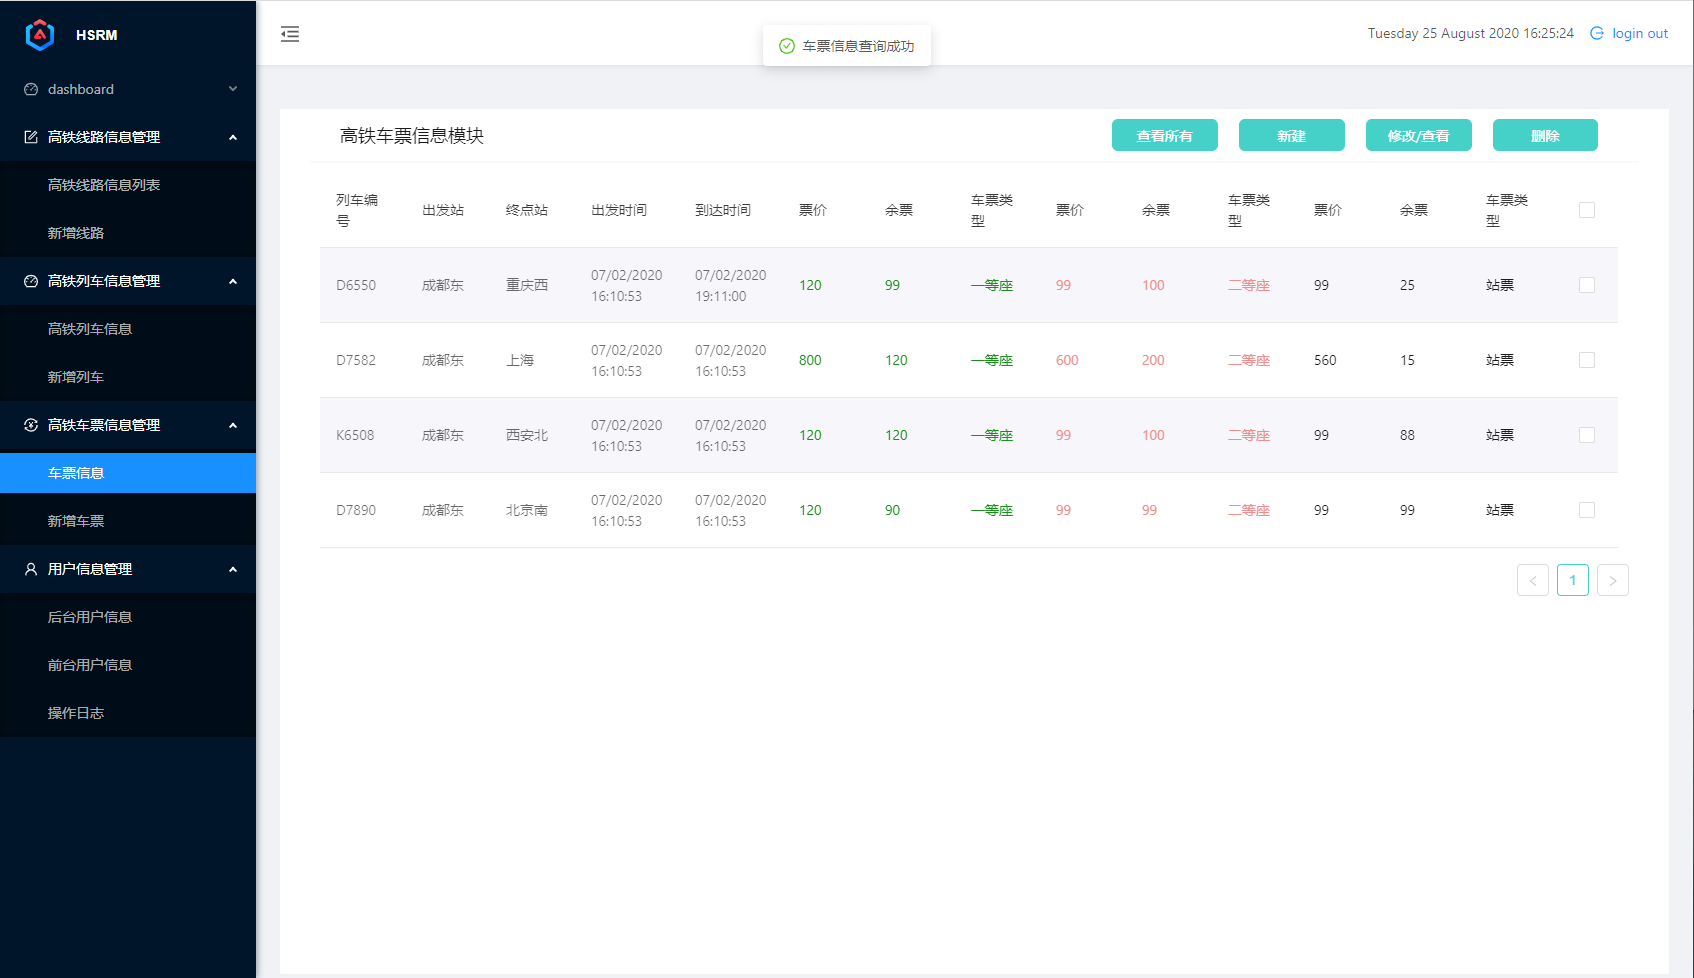 HSRM
dashboard
高铁线路信息管理
高铁线路信息列表
新增线路
高铁列车信息管理
高铁列车信息
新增列车
高铁车票信息管理
车票信息
新增车票
用户信息管理
后台用户信息
前台用户信息
操作日志
车票信息查询成功
Tuesday 25 August 2020 16:25:24 login out
高铁车票信息模块 查看所有 新建 修改/查看 删除
列车编号 出发站 终点站 出发时间 到达时间 票价 余票 车票类型 票价 余票 车票类型 票价 余票 车票类型
D6550 成都东 重庆西 07/02/2020 16:10:53 07/02/2020 19:11:00 120 99 一等座 99 100 二等座 99 25 站票
D7582 成都东 上海 07/02/2020 16:10:53 07/02/2020 16:10:53 800 120 一等座 600 200 二等座 560 15 站票
K6508 成都东 西安北 07/02/2020 16:10:53 07/02/2020 16:10:53 120 120 一等座 99 100 二等座 99 88 站票
D7890 成都东 北京南 07/02/2020 16:10:53 07/02/2020 16:10:53 120 90 一等座 99 99 二等座 99 99 站票
< 1 >